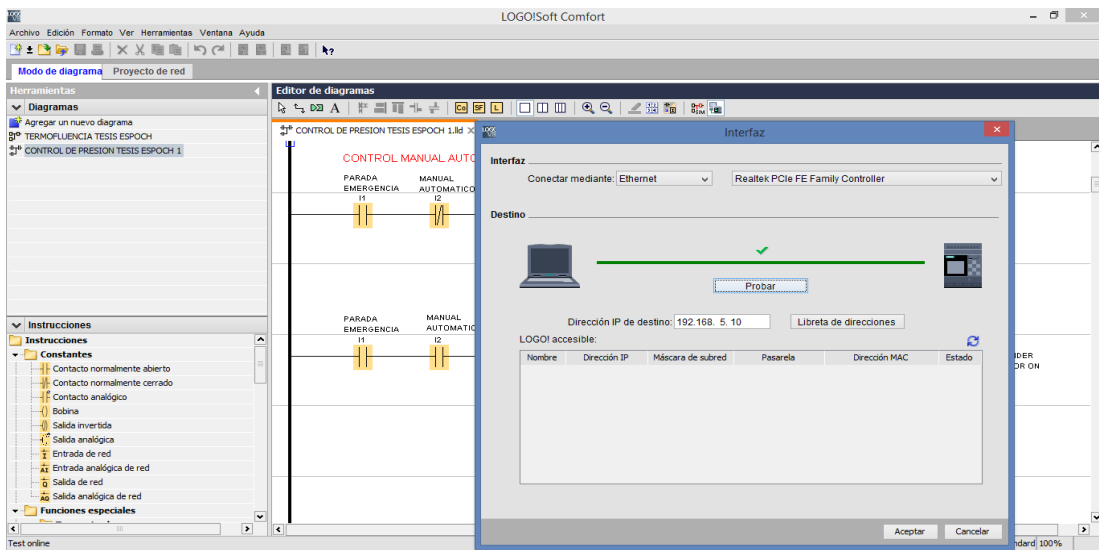 LOGO!Soft Comfort
Archivo Edición Formato Ver Herramientas Ventana Ayuda
Modo de diagrama Proyecto de red
Herramientas
Diagramas
Agregar un nuevo diagrama
TERMOFLUENCIA TESIS ESPOCH
CONTROL DE PRESION TESIS ESPOCH 1
Instrucciones
Instrucciones
Constantes
Contacto normalmente abierto
Contacto normalmente cerrado
Contacto analógico
Bobina
Salida invertida
Salida analógica
Entrada de red
Entrada analógica de red
Salida de red
Salida analógica de red
Funciones especiales
Test online
Editor de diagramas
CONTROL DE PRESION TESIS ESPOCH 1.lld
CONTROL MANUAL AUTO
PARADA EMERGENCIA
MANUAL AUTOMATICO
I1 I2
PARADA EMERGENCIA
MANUAL AUTOMATIC
I1 I2
DER
OR ON
Interfaz
Interfaz
Conectar mediante: Ethernet Realtek PCIe FE Family Controller
Destino
Probar
Dirección IP de destino: 192.168. 5. 10 Libreta de direcciones
LOGO! accesible:
Nombre Dirección IP Máscara de subred Pasarela Dirección MAC Estado
Aceptar Cancelar
ndard 100%